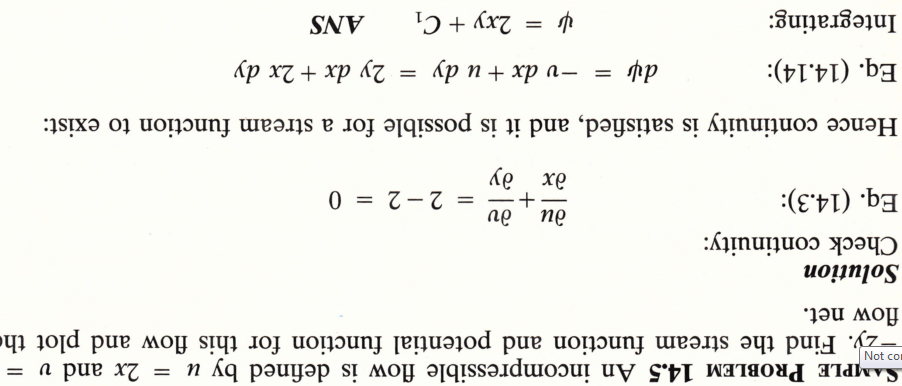 SAMPLE PROBLEM 14.5 An incompressible flow is defined by u = 2x and v =
−2y. Find the stream function and potential function for this flow and plot th
flow net.
Solution
Check continuity:
Eq. (14.3): ∂u/∂x + ∂v/∂y = 2 − 2 = 0
Hence continuity is satisfied, and it is possible for a stream function to exist:
Eq. (14.14): dψ = −v dx + u dy = 2y dx + 2x dy
Integrating: ψ = 2xy + C₁ ANS
Not co